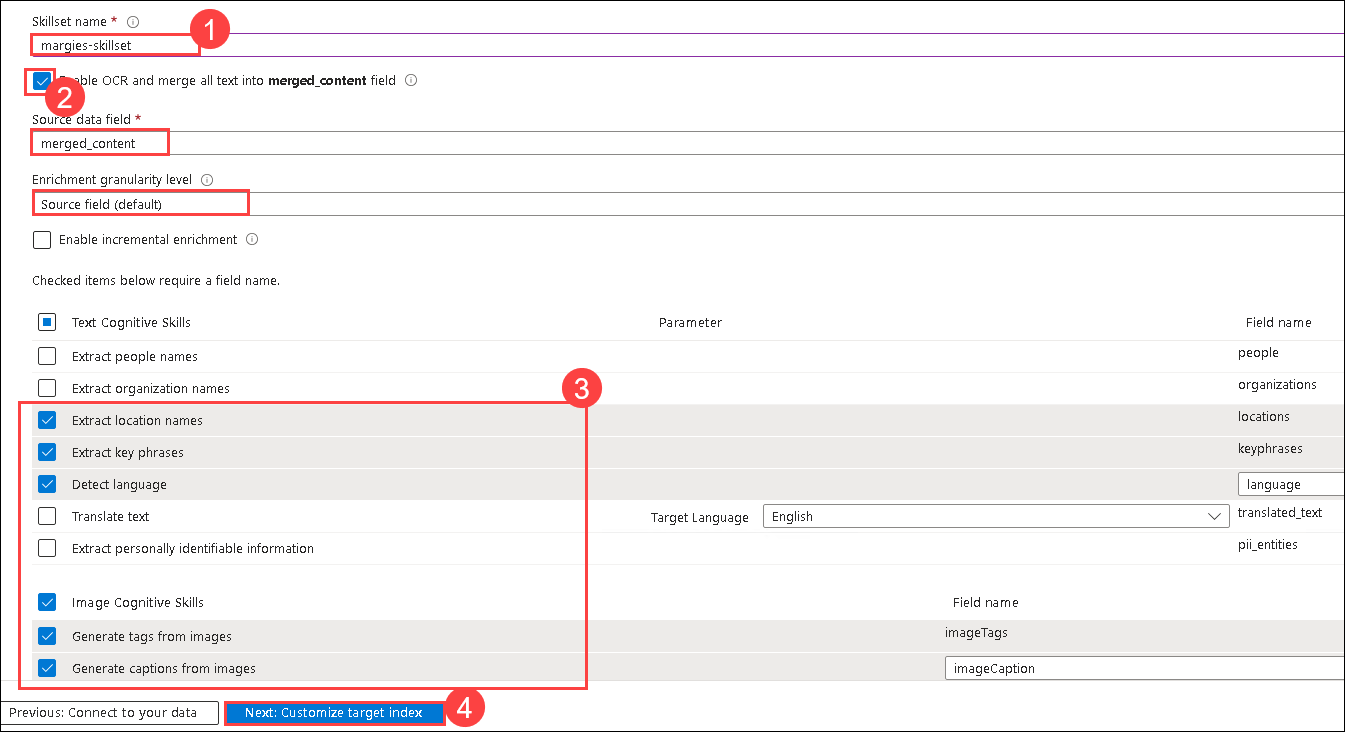 Skillset name *
1
margies-skillset
able OCR and merge all text into merged_content field
2
Source data field *
merged_content
Enrichment granularity level
Source field (default)
Enable incremental enrichment
Checked items below require a field name.
Text Cognitive Skills Parameter Field name
Extract people names people
Extract organization names organizations
3
Extract location names locations
Extract key phrases keyphrases
Detect language language
Translate text Target Language English translated_text
Extract personally identifiable information pii_entities
Image Cognitive Skills Field name
Generate tags from images imageTags
Generate captions from images imageCaption
Previous: Connect to your data Next: Customize target index 4